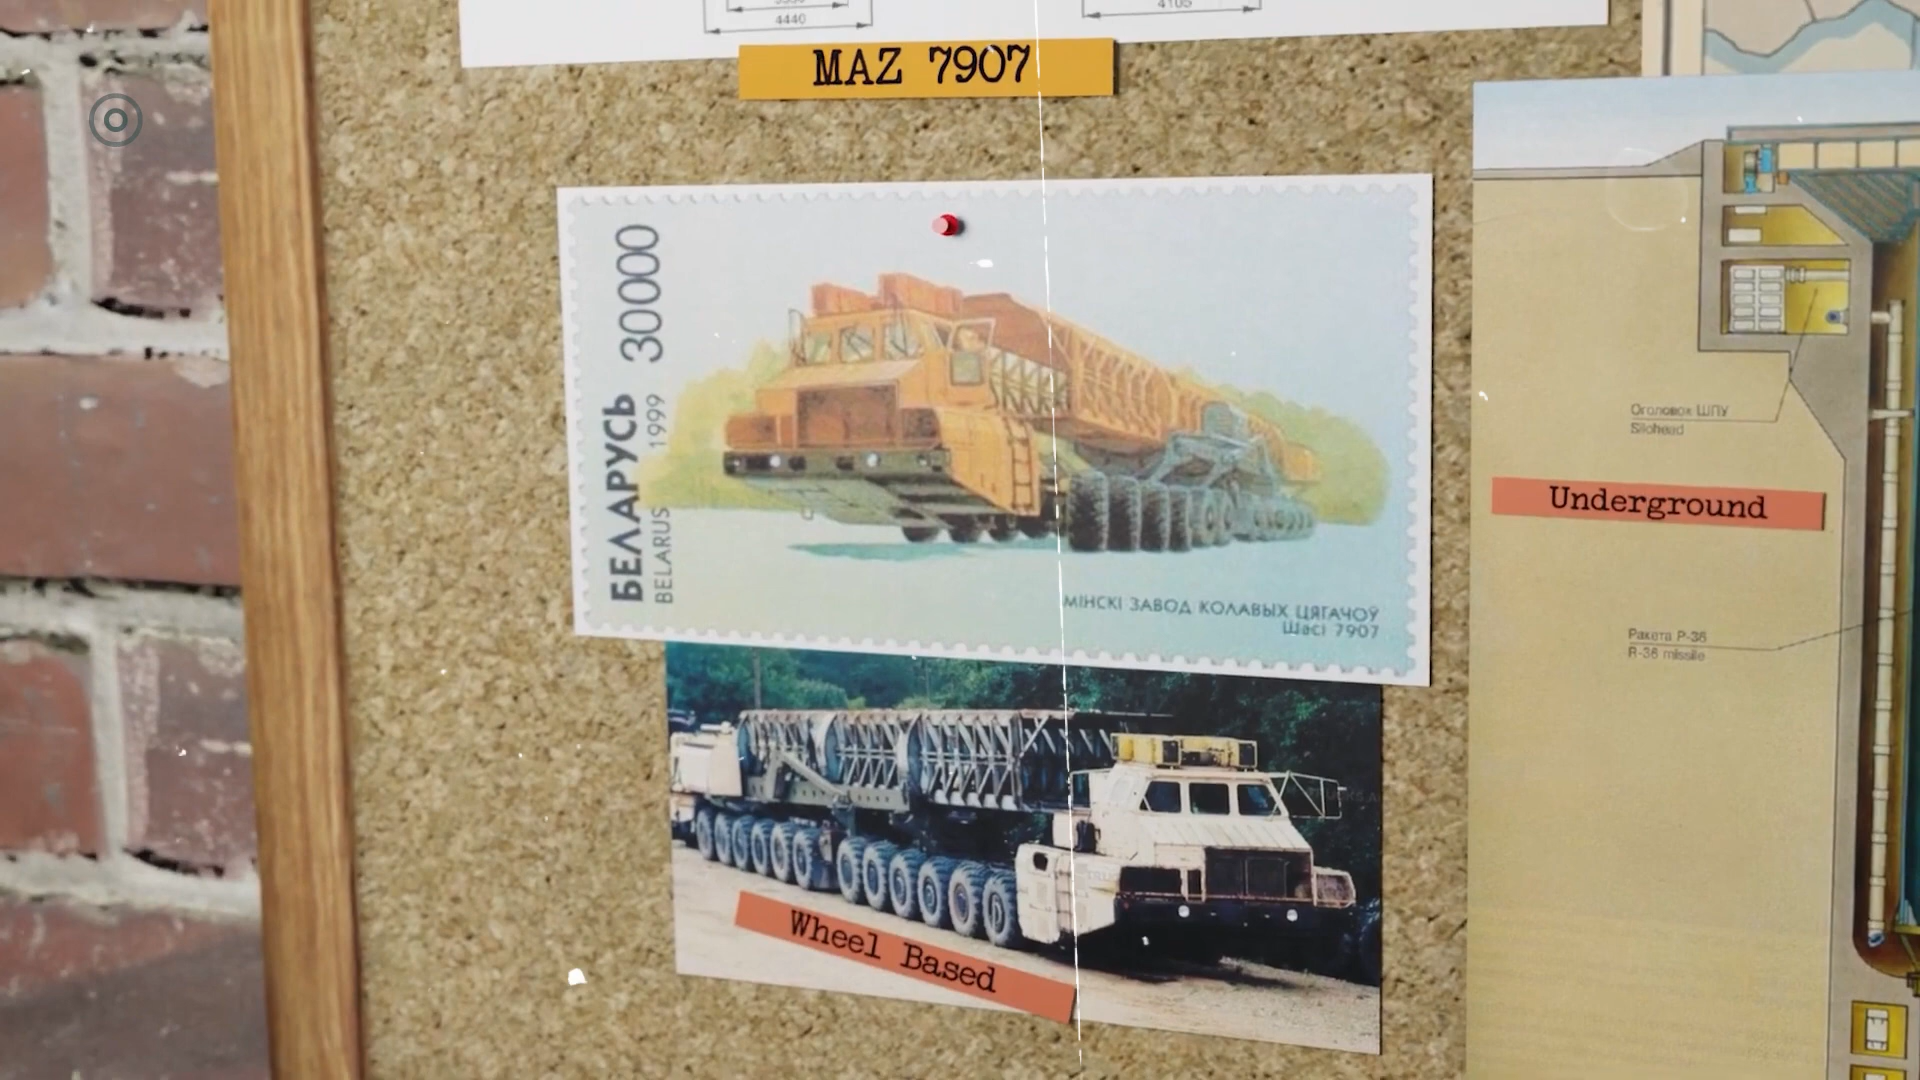 4440
4105
MAZ 7907
БЕЛАРУСЬ 30000
BELARUS 1999
МІНСКІ ЗАВОД КОЛАВЫХ ЦЯГАЧОЎ
Шасі 7907
Wheel Based
Оголовок ШПУ
Silohead
Underground
Ракета Р-36
R-36 missile